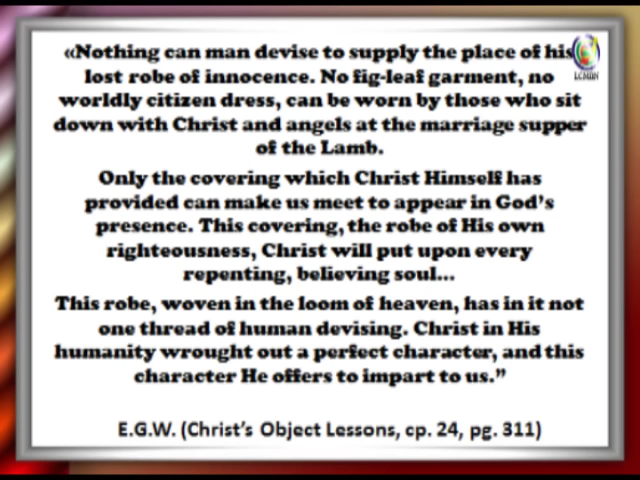 «Nothing can man devise to supply the place of his
lost robe of innocence. No fig-leaf garment, no
worldly citizen dress, can be worn by those who sit
down with Christ and angels at the marriage supper
of the Lamb.
Only the covering which Christ Himself has
provided can make us meet to appear in God's
presence. This covering, the robe of His own
righteousness, Christ will put upon every
repenting, believing soul...
This robe, woven in the loom of heaven, has in it not
one thread of human devising. Christ in His
humanity wrought out a perfect character, and this
character He offers to impart to us.”
E.G.W. (Christ's Object Lessons, cp. 24, pg. 311)